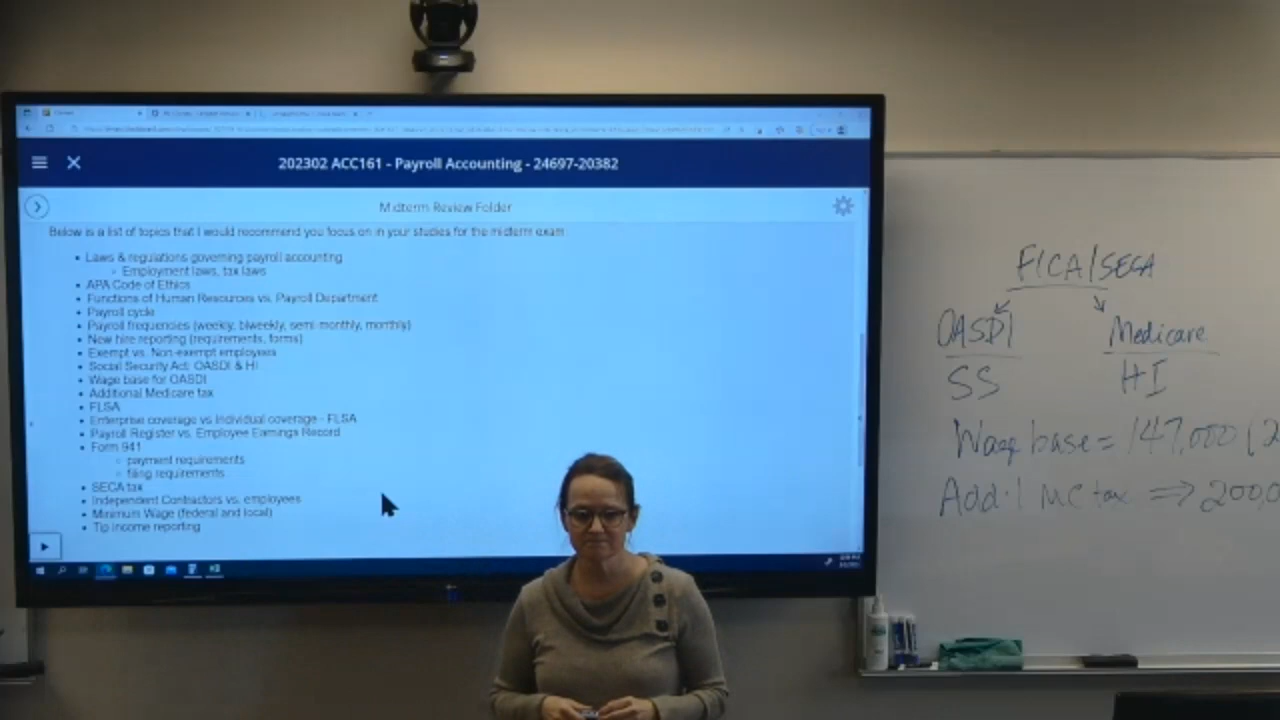 202302 ACC161 - Payroll Accounting - 24697-20382
Midterm Review Folder
Below is a list of topics that I would recommend you focus on in your studies for the midterm exam
Laws & regulations governing payroll accounting
Employment laws, tax laws
APA Code of Ethics
Functions of Human Resources vs. Payroll Department
Payroll cycle
Payroll frequencies (weekly, biweekly, semi-monthly, monthly)
New hire reporting (requirements, forms)
Exempt vs. Non-exempt employees
Social Security Act: OASDI & HI
Wage base for OASDI
Additional Medicare tax
FLSA
Enterprise coverage vs Individual coverage - FLSA
Payroll Register vs. Employee Earnings Record
Form 941
payment requirements
filing requirements
SECA tax
Independent Contractors vs. employees
Minimum Wage (federal and local)
Tip income reporting
FICA/SECA
OASDI Medicare
SS HI
Wage base = 147,000 (2
Add'l MC tax ⇒ 200,0